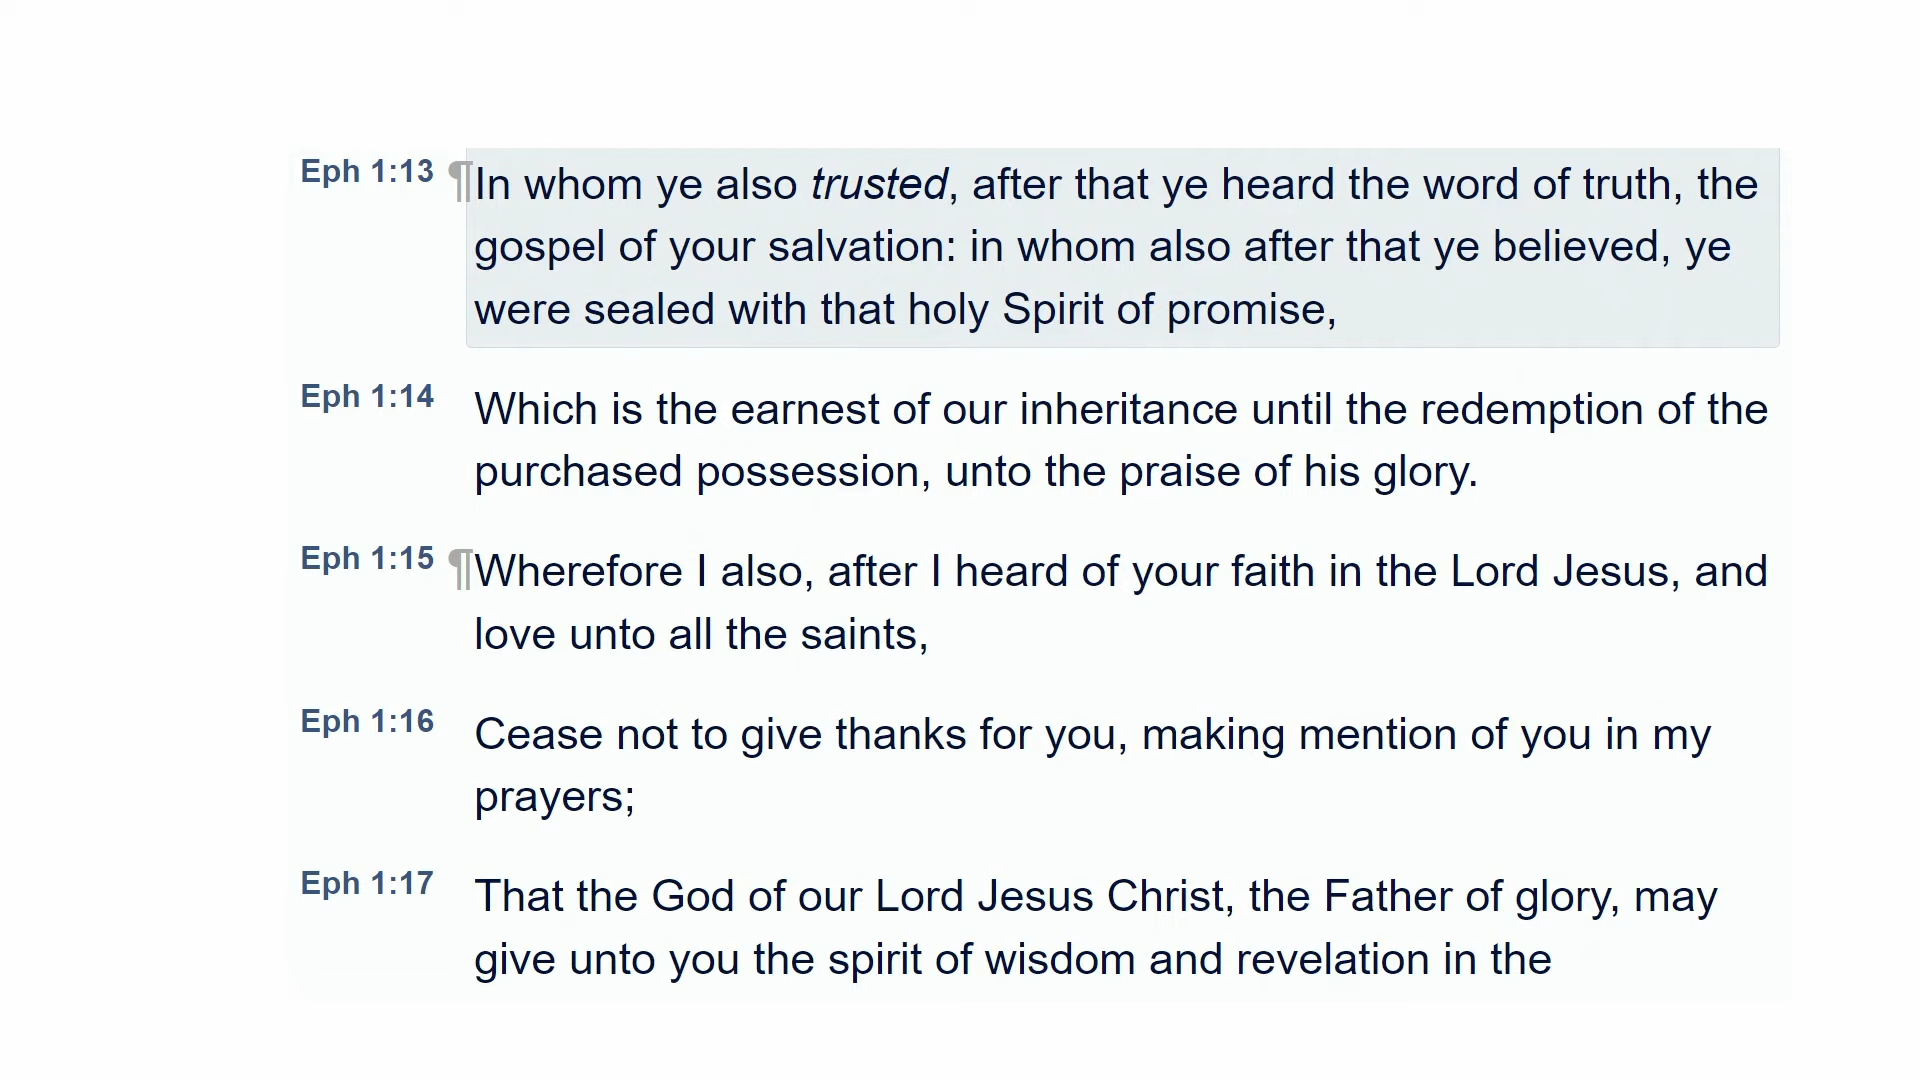 Eph 1:13 ¶In whom ye also trusted, after that ye heard the word of truth, the
gospel of your salvation: in whom also after that ye believed, ye
were sealed with that holy Spirit of promise,
Eph 1:14 Which is the earnest of our inheritance until the redemption of the
purchased possession, unto the praise of his glory.
Eph 1:15 ¶Wherefore I also, after I heard of your faith in the Lord Jesus, and
love unto all the saints,
Eph 1:16 Cease not to give thanks for you, making mention of you in my
prayers;
Eph 1:17 That the God of our Lord Jesus Christ, the Father of glory, may
give unto you the spirit of wisdom and revelation in the